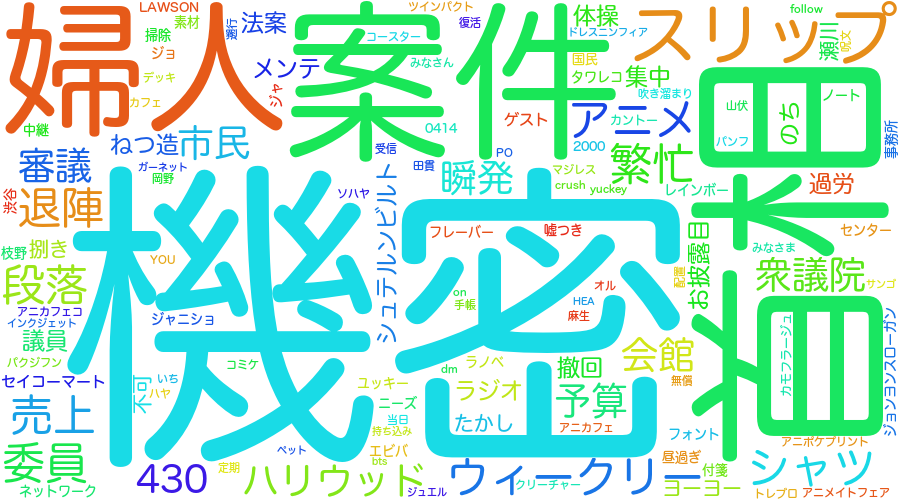 婦人
案件
スリップ
機密
着木目
LAWSON
素材
掃除
ジョ
デッキ
カフェ
法案
メンテ
ジャ
中継
審議
ねつ造
市民
ガーネット
岡野
退陣
渋谷
枝野
捌き
YOU
段落
アニカフェコ
インクジェット
ジャニショ
議員
パクジフン
セイコーマート
コミケ
不可
いち
ハヤ
売上
委員
ネットワーク
430
定期
ペット
ハリウッド
ツインパクト
復活
コースター
みなさん
ドレスニンフィア
体操
国民
タワレコ
集中
吹き溜まり
アニメ
カントー
0414
ゲスト
2000
受信
PO
田貫
瞬発
マジレス
crush
yuckey
繁忙
レインボー
ソハヤ
シュテルンビルト
フレーバー
嘘つき
オル
on
手帳
HEA
麻生
配置
お披露目
follow
瀬川
呪文
山伏
パンフ
のち
ノート
事務所
過労
センター
みなさま
衆議院
サンゴ
カモフラージュ
ジョンヨンスローガン
会館
撤回
無償
ラノベ
dm
ユッキー
ラジオ
予算
ニーズ
当日
持ち込み
たかし
アニカフェ
エビバ
bts
フォント
アニポケプリント
昼過ぎ
付箋
シャツ
ウィークリー
クリーチャー
ジュエル
ヨーヨー
トレブロ
アニメイトフェア